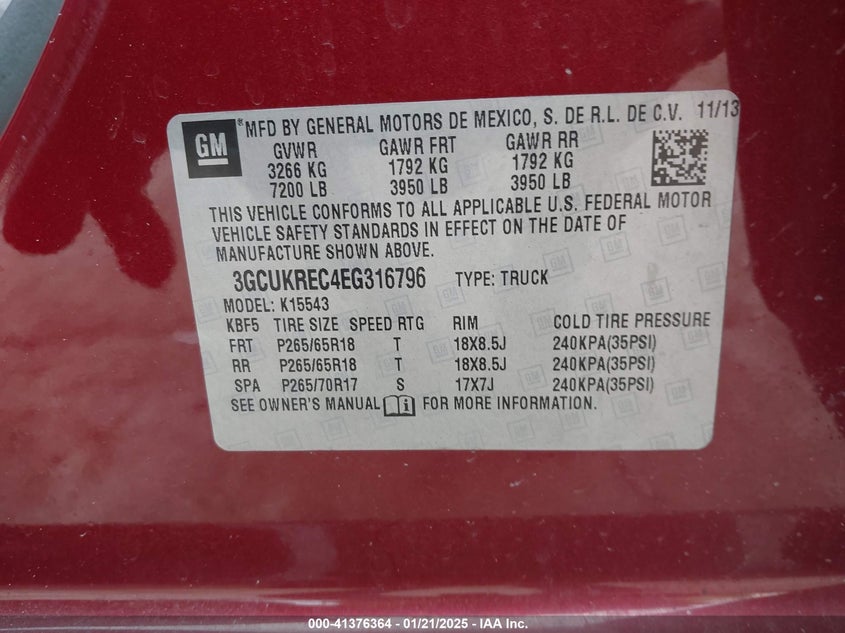 GM ® MFD BY GENERAL MOTORS DE MEXICO, S. DE R.L. DE C.V. 11/13
GVWR GAWR FRT GAWR RR
3266 KG 1792 KG 1792 KG
7200 LB 3950 LB 3950 LB
THIS VEHICLE CONFORMS TO ALL APPLICABLE U.S. FEDERAL MOTOR
VEHICLE SAFETY STANDARDS IN EFFECT ON THE DATE OF
MANUFACTURE SHOWN ABOVE.
3GCUKREC4EG316796 TYPE: TRUCK
MODEL: K15543
KBF5 TIRE SIZE SPEED RTG RIM COLD TIRE PRESSURE
FRT P265/65R18 T 18X8.5J 240KPA(35PSI)
RR P265/65R18 T 18X8.5J 240KPA(35PSI)
SPA P265/70R17 S 17X7J 240KPA(35PSI)
SEE OWNER'S MANUAL FOR MORE INFORMATION.
000-41376364 / 01/21/2025 - IAA Inc.